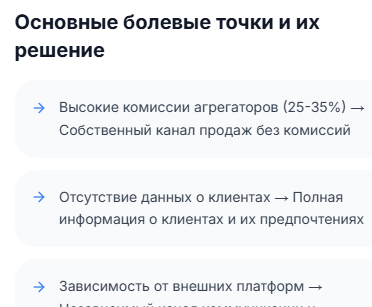 Основные болевые точки и их
решение
Высокие комиссии агрегаторов (25-35%) →
Собственный канал продаж без комиссий
Отсутствие данных о клиентах → Полная
информация о клиентах и их предпочтениях
Зависимость от внешних платформ →